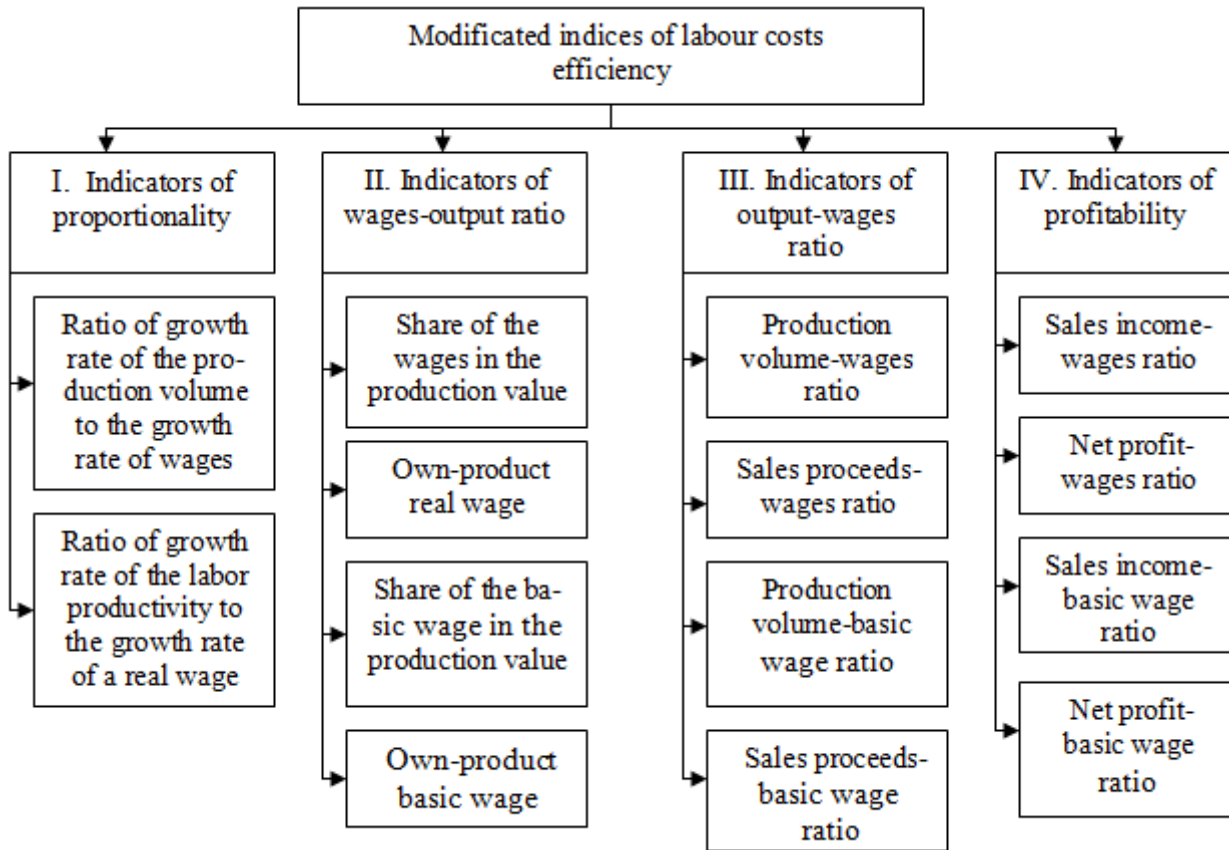 Modificated indices of labour costs
efficiency
I. Indicators of
proportionality
Ratio of growth
rate of the pro-
duction volume
to the growth
rate of wages
Ratio of growth
rate of the labor
productivity to
the growth rate
of a real wage
II. Indicators of
wages-output ratio
Share of the
wages in the
production value
Own-product
real wage
Share of the ba-
sic wage in the
production value
Own-product
basic wage
III. Indicators of
output-wages
ratio
Production
volume-wages
ratio
Sales proceeds-
wages ratio
Production
volume-basic
wage ratio
Sales proceeds-
basic wage
ratio
IV. Indicators of
profitability
Sales income-
wages ratio
Net profit-
wages ratio
Sales income-
basic wage
ratio
Net profit-
basic wage
ratio